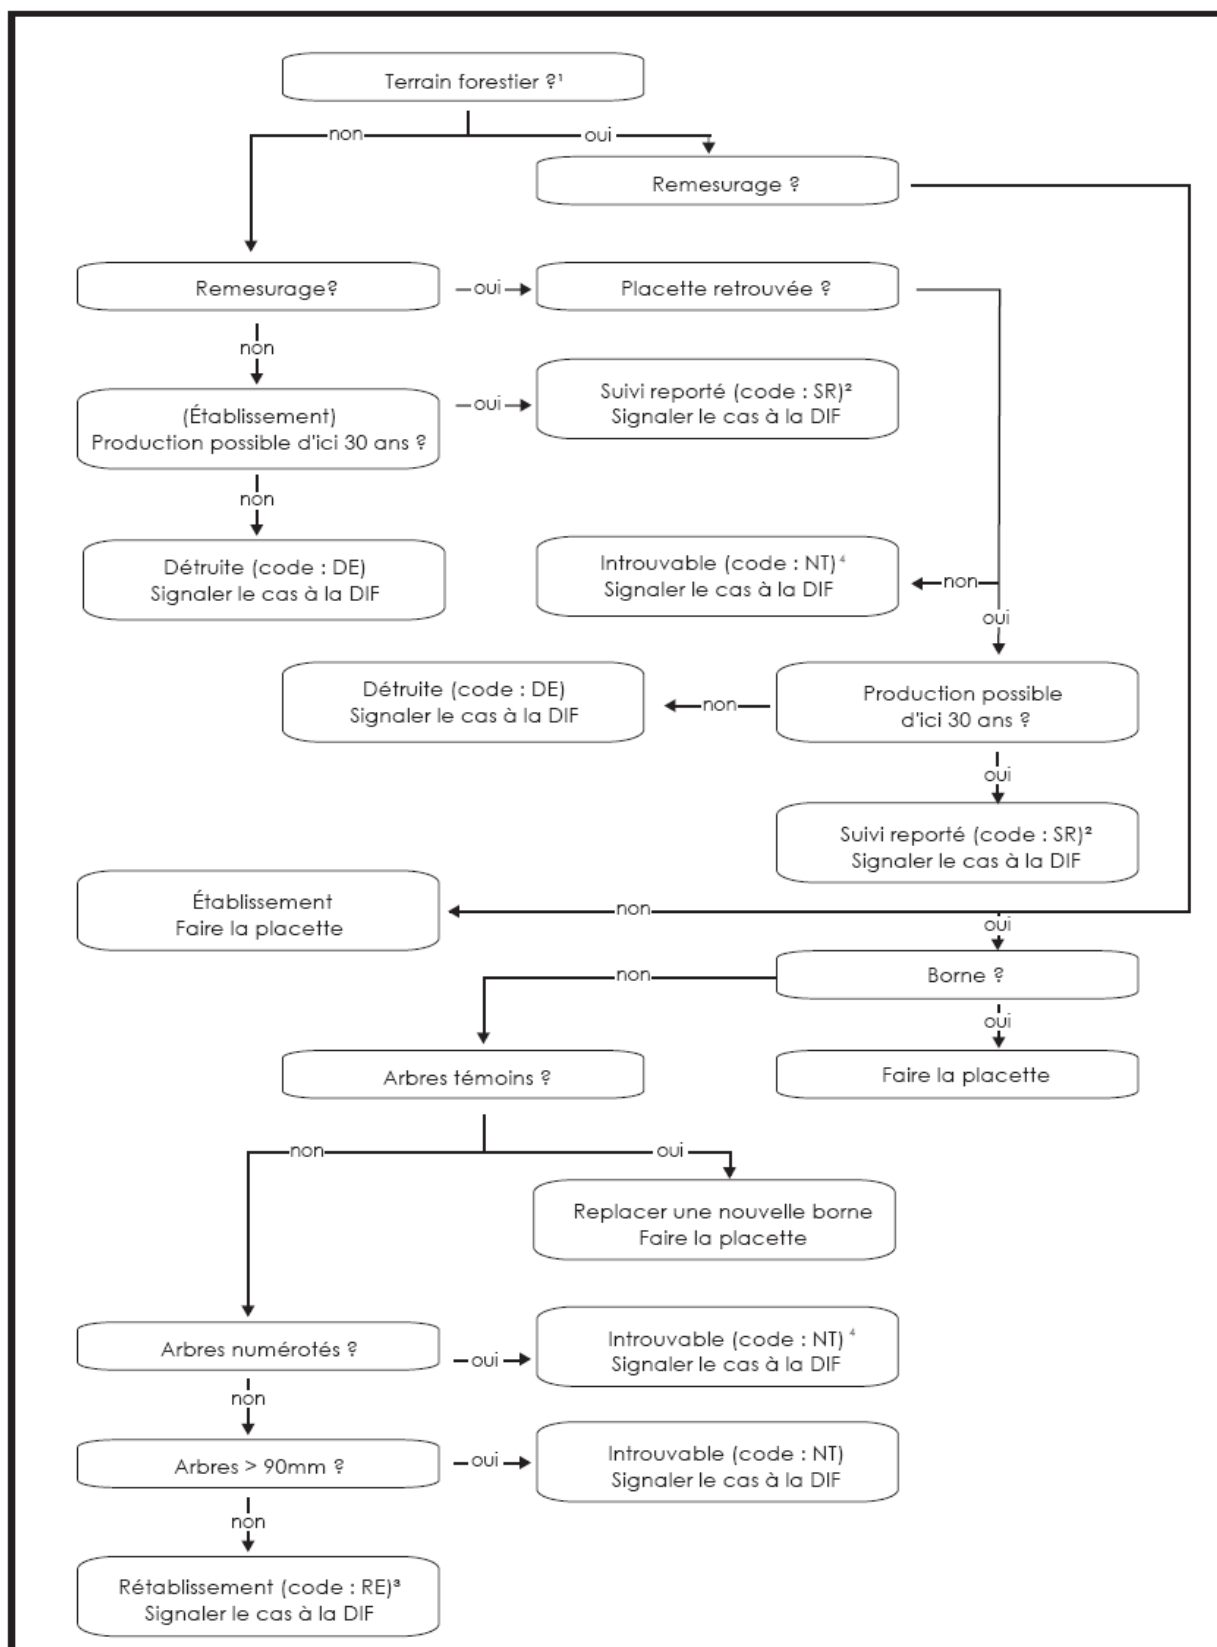 Terrain forestier ?¹
non
oui
Remesurage ?
Remesurage?
oui
Placette retrouvée ?
non
(Établissement)
Production possible d'ici 30 ans ?
oui
Suivi reporté (code : SR)²
Signaler le cas à la DIF
non
Détruite (code : DE)
Signaler le cas à la DIF
Introuvable (code : NT)⁴
Signaler le cas à la DIF
non
oui
Détruite (code : DE)
Signaler le cas à la DIF
non
Production possible
d'ici 30 ans ?
oui
Suivi reporté (code : SR)²
Signaler le cas à la DIF
Établissement
Faire la placette
non
oui
Borne ?
non
oui
Faire la placette
Arbres témoins ?
non
oui
Replacer une nouvelle borne
Faire la placette
Arbres numérotés ?
oui
Introuvable (code : NT) ⁴
Signaler le cas à la DIF
non
Arbres > 90mm ?
oui
Introuvable (code : NT)
Signaler le cas à la DIF
non
Rétablissement (code : RE)³
Signaler le cas à la DIF